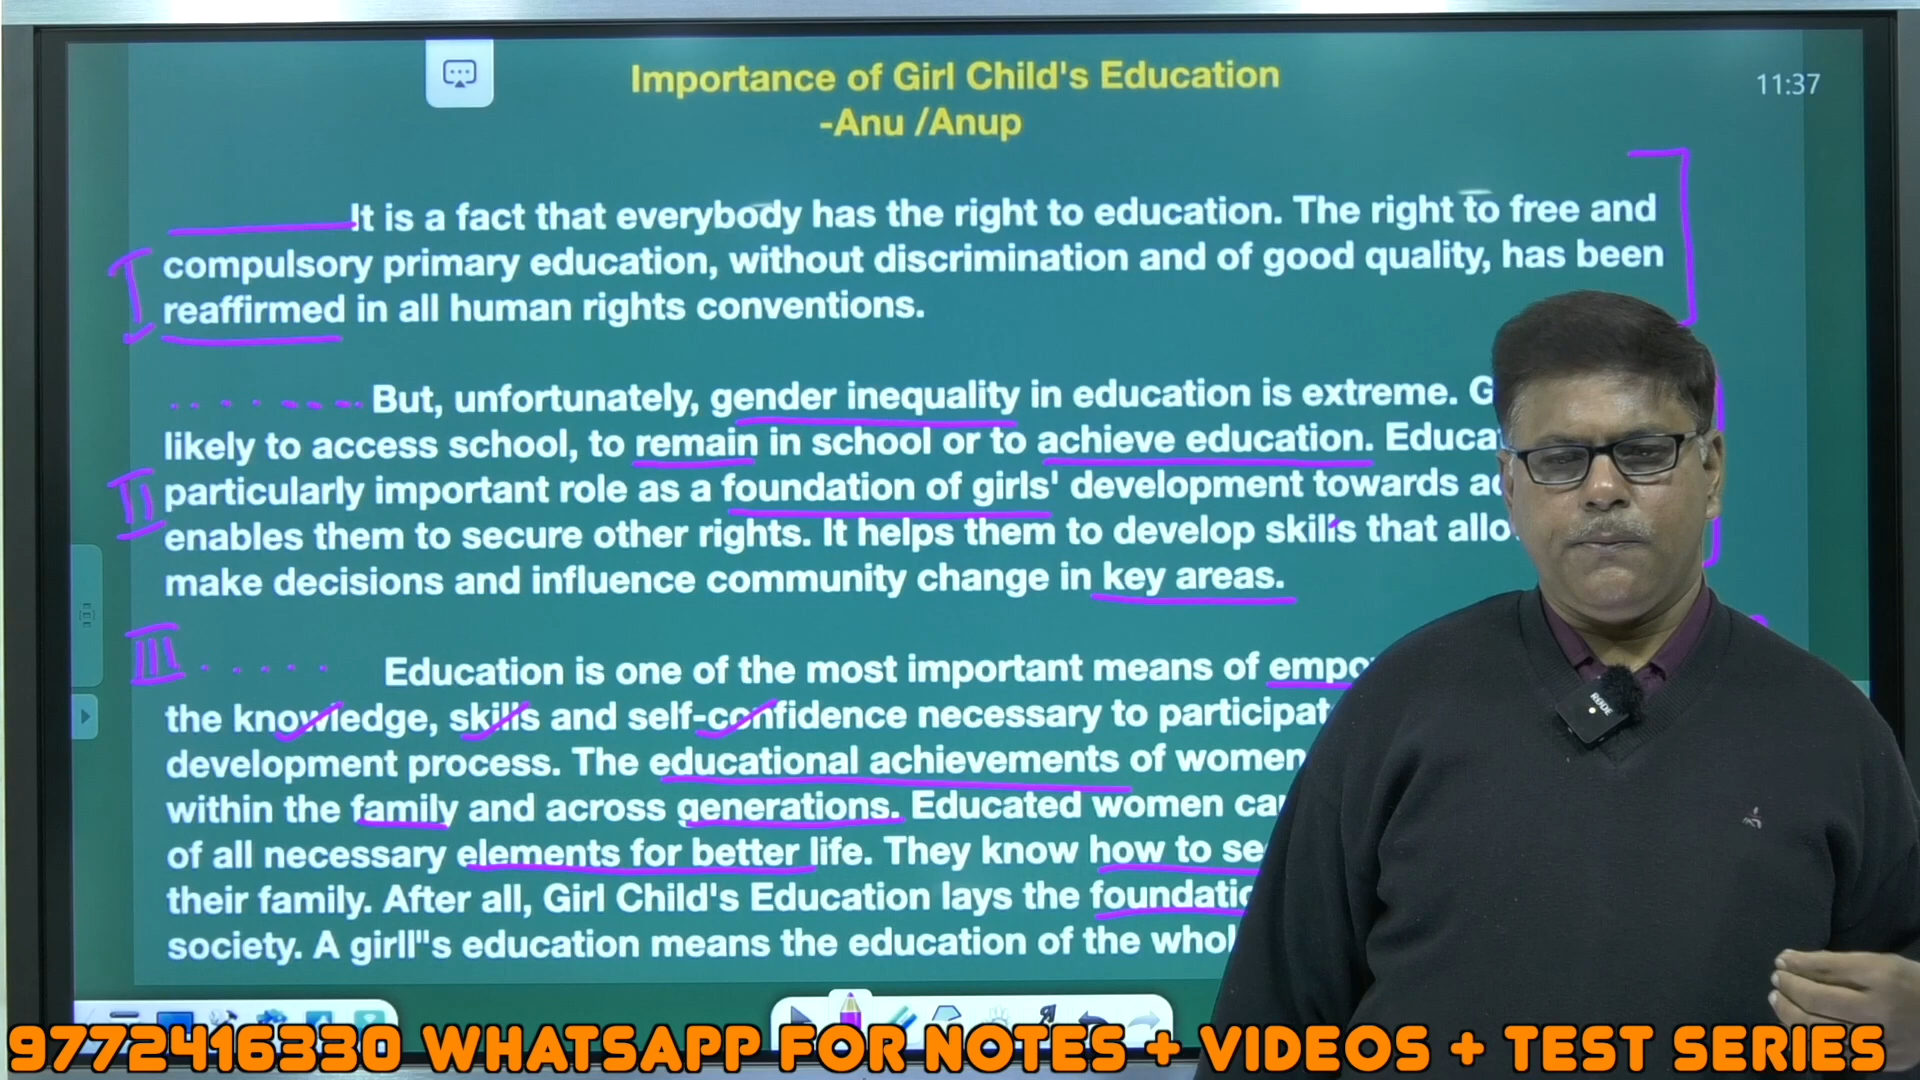 Importance of Girl Child's Education
-Anu /Anup
11:37
It is a fact that everybody has the right to education. The right to free and
I compulsory primary education, without discrimination and of good quality, has been
reaffirmed in all human rights conventions.
But, unfortunately, gender inequality in education is extreme. G
likely to access school, to remain in school or to achieve education. Educa
II particularly important role as a foundation of girls' development towards
enables them to secure other rights. It helps them to develop skills that allo
make decisions and influence community change in key areas.
III Education is one of the most important means of empo
the knowledge, skills and self-confidence necessary to participat
development process. The educational achievements of women
within the family and across generations. Educated women ca
of all necessary elements for better life. They know how to se
their family. After all, Girl Child's Education lays the foundatio
society. A girll"s education means the education of the whol
RODE
9772416330 WHATSAPP FOR NOTES + VIDEOS + TEST SERIES